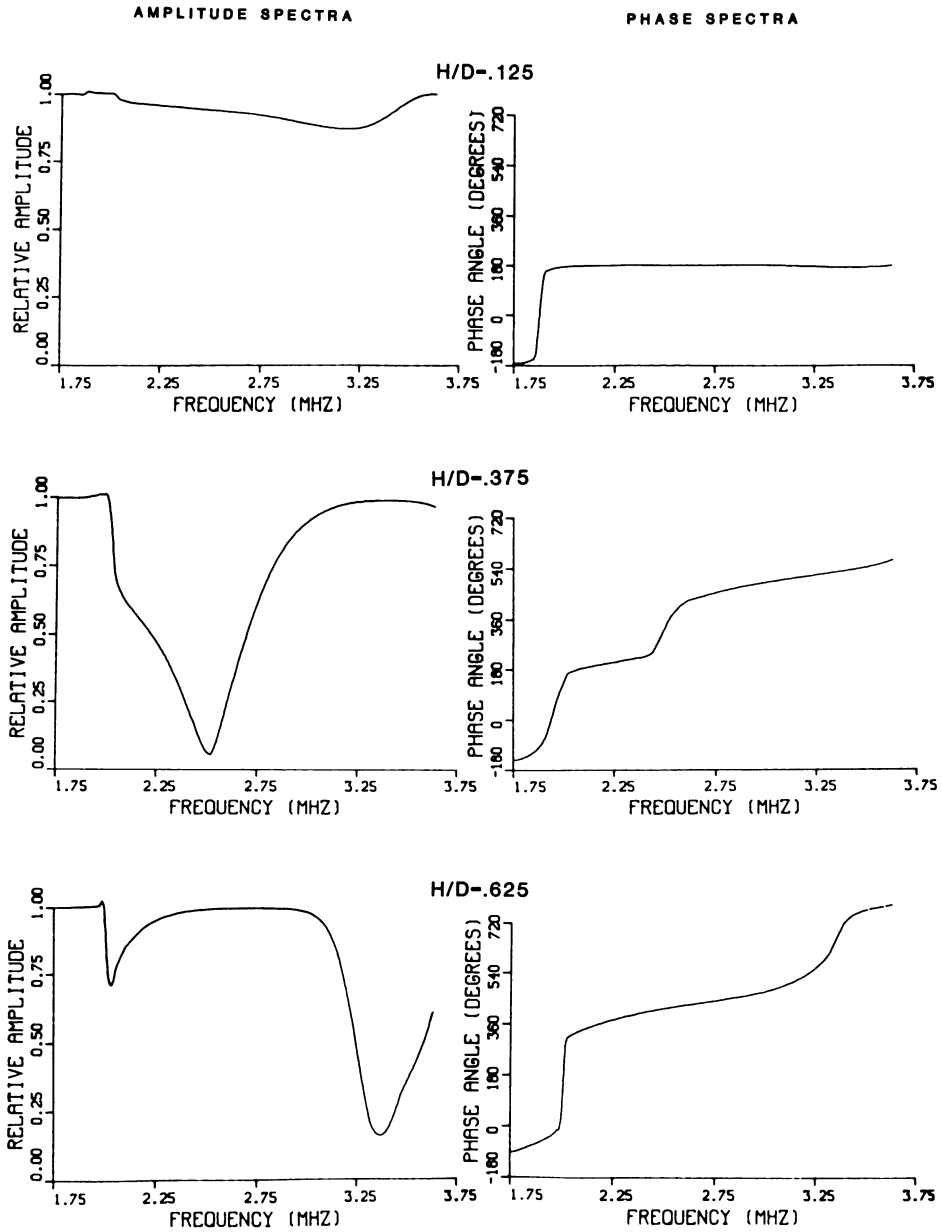 AMPLITUDE SPECTRA
PHASE SPECTRA
H/D=.125
RELATIVE AMPLITUDE
0.00 0.25 0.50 0.75 1.00
1.75 2.25 2.75 3.25 3.75
FREQUENCY (MHZ)
PHASE ANGLE (DEGREES)
-180 0 180 360 540 720
1.75 2.25 2.75 3.25 3.75
FREQUENCY (MHZ)
H/D=.375
RELATIVE AMPLITUDE
0.00 0.25 0.50 0.75 1.00
1.75 2.25 2.75 3.25 3.75
FREQUENCY (MHZ)
PHASE ANGLE (DEGREES)
-180 0 180 360 540 720
1.75 2.25 2.75 3.25 3.75
FREQUENCY (MHZ)
H/D=.625
RELATIVE AMPLITUDE
0.00 0.25 0.50 0.75 1.00
1.75 2.25 2.75 3.25 3.75
FREQUENCY (MHZ)
PHASE ANGLE (DEGREES)
-180 0 180 360 540 720
1.75 2.25 2.75 3.25 3.75
FREQUENCY (MHZ)